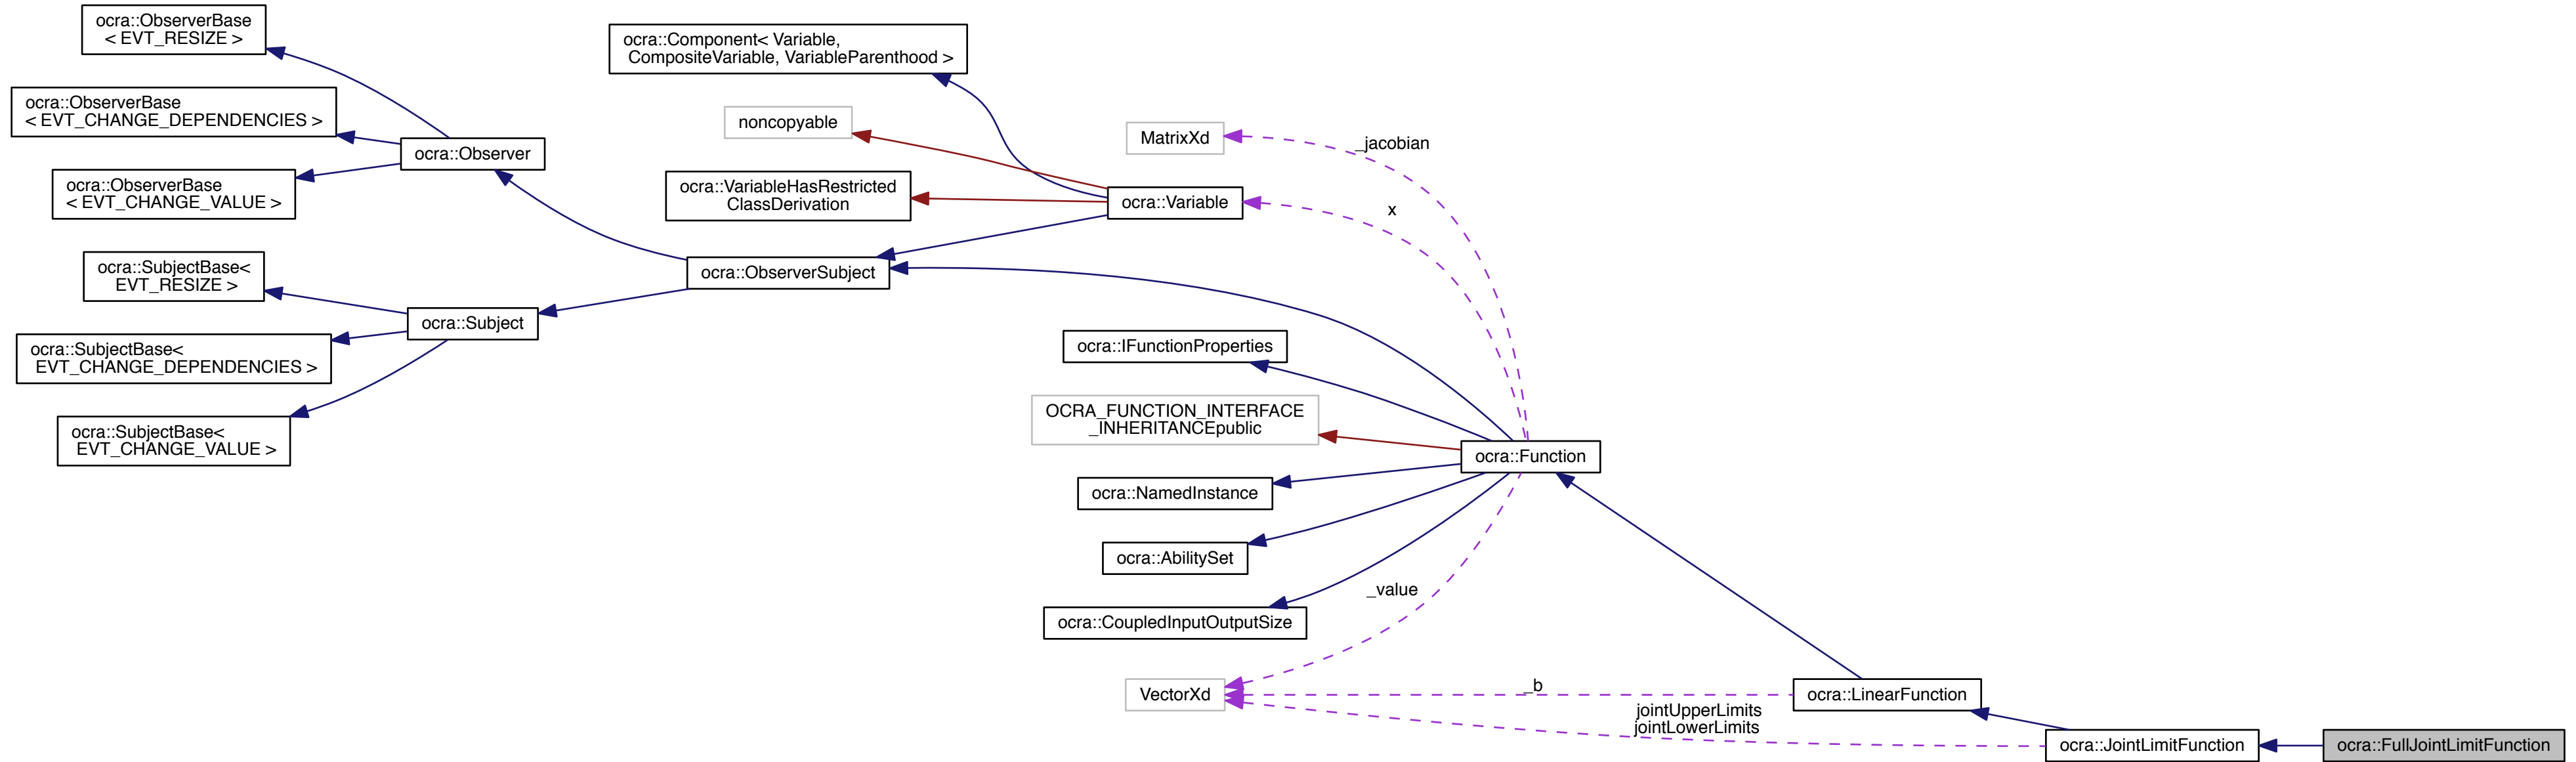 ocra::ObserverBase
< EVT_RESIZE >
ocra::ObserverBase
< EVT_CHANGE_DEPENDENCIES >
ocra::ObserverBase
< EVT_CHANGE_VALUE >
ocra::SubjectBase<
EVT_RESIZE >
ocra::SubjectBase<
EVT_CHANGE_DEPENDENCIES >
ocra::SubjectBase<
EVT_CHANGE_VALUE >
ocra::Observer
ocra::Subject
ocra::Component< Variable,
CompositeVariable, VariableParenthood >
noncopyable
ocra::VariableHasRestricted
ClassDerivation
ocra::ObserverSubject
MatrixXd
ocra::Variable
ocra::IFunctionProperties
OCRA_FUNCTION_INTERFACE
_INHERITANCEpublic
ocra::NamedInstance
ocra::AbilitySet
ocra::CoupledInputOutputSize
VectorXd
_jacobian
x
_value
ocra::Function
_b
jointUpperLimits
jointLowerLimits
ocra::LinearFunction
ocra::JointLimitFunction
ocra::FullJointLimitFunction